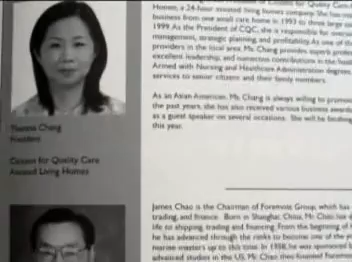 Homes, a 24-hour assisted living homes company. She has
business from one small care home in 1993 to three large
1999. As the President of CQC, she is responsible for
management, strategic planning, and profitability. As one of
providers in the local area, Ms. Chang provides superb
excellent leadership, and numerous contributions in the
Armed with Nursing and Healthcare Administration degrees,
services to senior citizens and their family members.
As an Asian American, Ms. Chang is always willing to
the past years, she has also received various business
as a guest speaker on several occasions. She will be
this year.
Chang
President
Citizen for Quality Care
Assisted Living Homes
James Chao is the Chairman of Foremost Group, which has
trading, and finance. Born in Shanghai, China, Mr. Chao
life to shipping, trading and financing. From the beginning of
he has advanced through the ranks to become one of the
marine masters up to this time. In 1958, he was sponsored
advanced studies in the US. Mr. Chao then founded Foremost